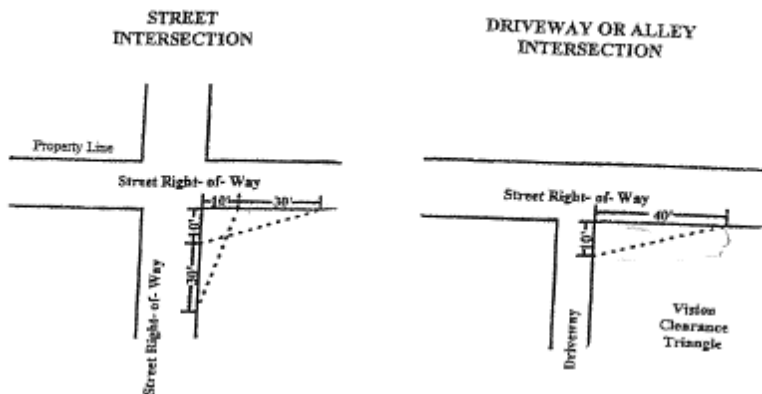 STREET
INTERSECTION
Property Line
Street Right- of- Way
10'
30'
10'
30'
Street Right- of- Way
DRIVEWAY OR ALLEY
INTERSECTION
Street Right- of- Way
40'
10'
Driveway
Vision
Clearance
Triangle